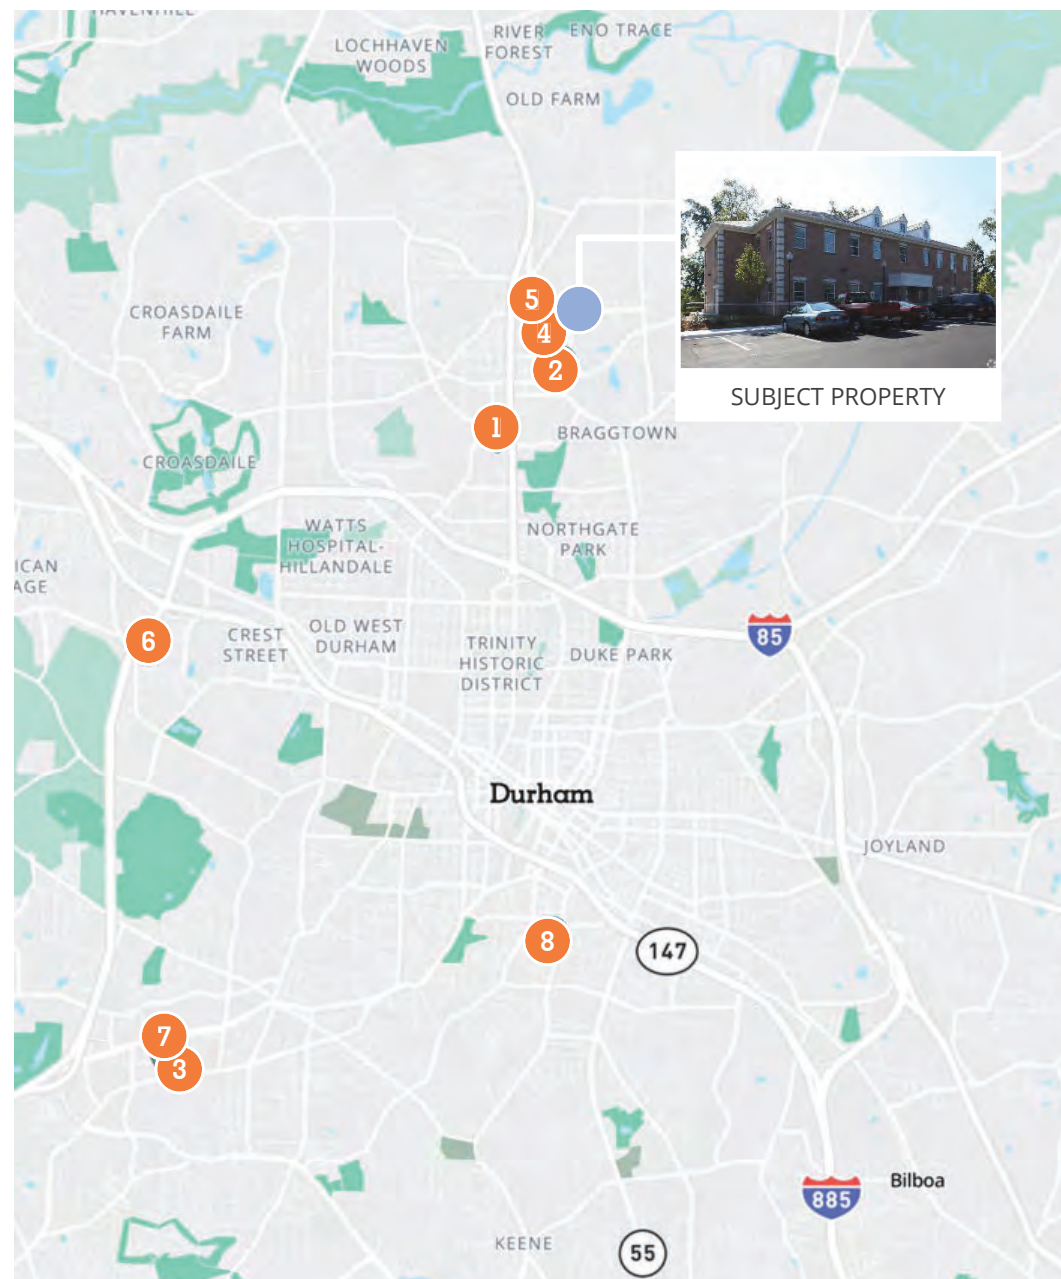 LOCHHAVEN
WOODS
RIVER
FOREST
ENO TRACE
OLD FARM
SUBJECT PROPERTY
CROASDAILE
FARM
5
4
2
1
BRAGGTOWN
CROASDAILE
WATTS
HOSPITAL-
HILLANDALE
NORTHGATE
PARK
ICAN
AGE
6
CREST
STREET
OLD WEST
DURHAM
TRINITY
HISTORIC
DISTRICT
DUKE PARK
85
Durham
JOYLAND
8
147
7
3
Bilboa
885
KEENE
55